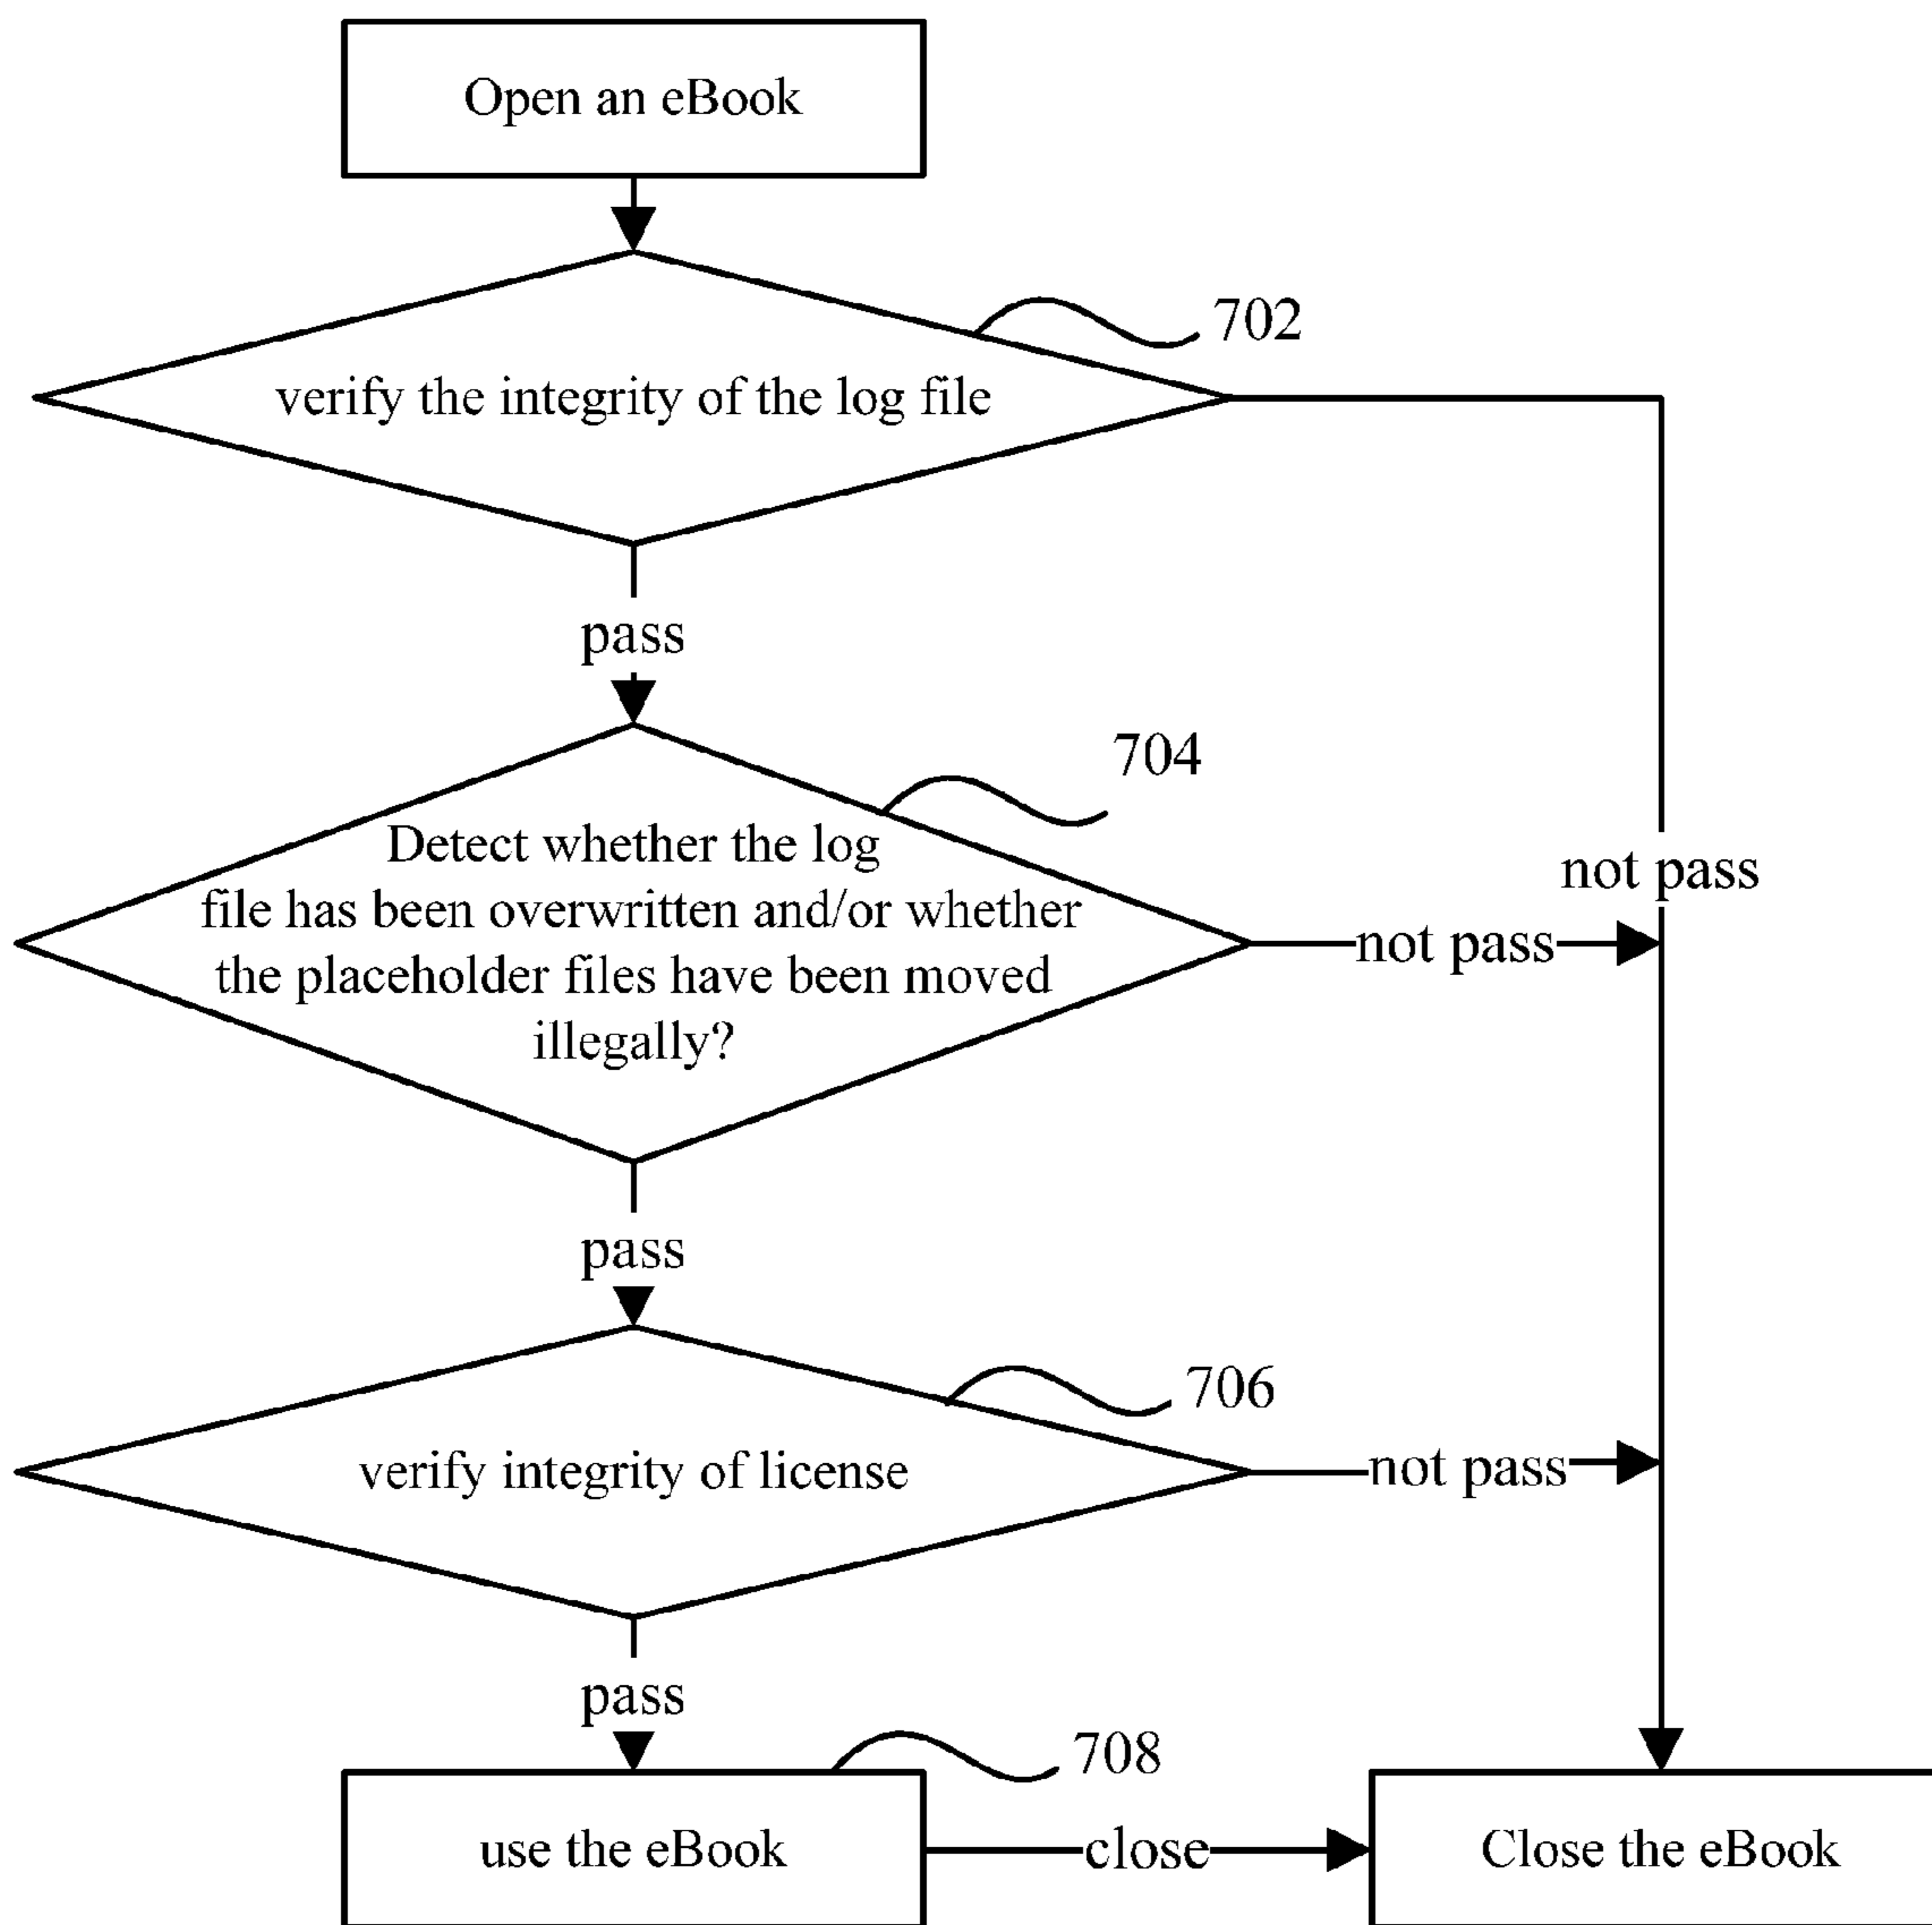 Open an eBook
702
verify the integrity of the log file
pass
704
Detect whether the log
file has been overwritten and/or whether
the placeholder files have been moved
illegally?
not pass
not pass
pass
706
verify integrity of license
not pass
pass
708
use the eBook
close
Close the eBook